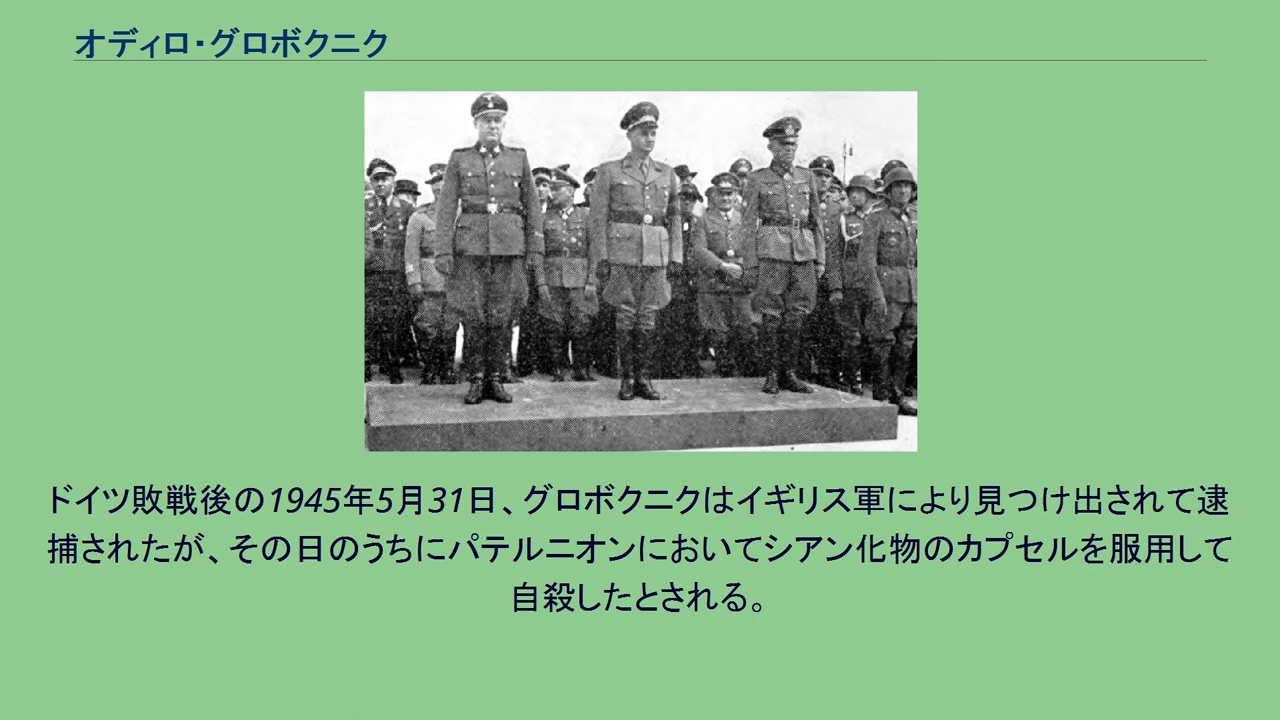 オディロ・グロボクニク
ドイツ敗戦後の1945年5月31日、グロボクニクはイギリス軍により見つけ出されて逮
捕されたが、その日のうちにパテルニオンにおいてシアン化物のカプセルを服用して
自殺したとされる。